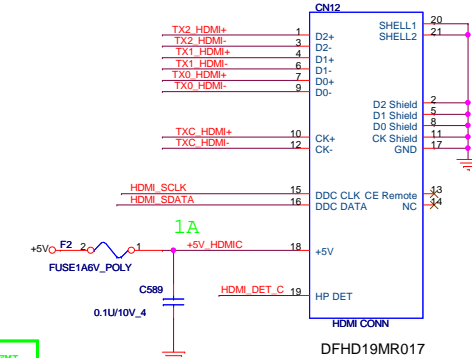 CN12
TX2_HDMI+ 1 D2+ SHELL1 20
TX2_HDMI- 3 D2- SHELL2 21
TX1_HDMI+ 4 D1+
TX1_HDMI- 6 D1-
TX0_HDMI+ 7 D0+
TX0_HDMI- 9 D0-
D2 Shield 2
D1 Shield 5
D0 Shield 8
TXC_HDMI+ 10 CK+ CK Shield 11
TXC_HDMI- 12 CK- GND 17
HDMI_SCLK 15 DDC CLK CE Remote 13
HDMI_SDATA 16 DDC DATA NC 14
1A
+5V F2 2 1 +5V_HDMIC 18 +5V
FUSE1A6V_POLY
C589
HDMI_DET_C 19 HP DET
0.1U/10V_4
HDMI CONN
DFHD19MR017